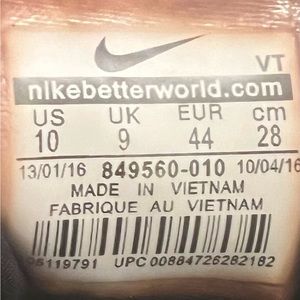 VT
nikebetterworld.com
US UK EUR cm
10 9 44 28
13/01/16 849560-010 10/04/16
MADE IN VIETNAM
FABRIQUE AU VIETNAM
UPC 00884726282182